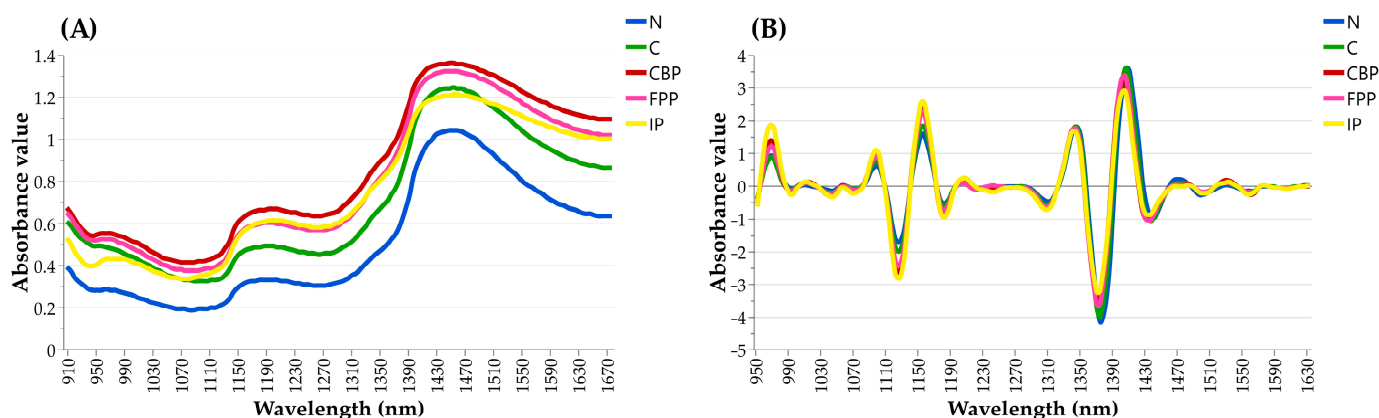 (A)
Absorbance value
1.4
1.2
1
0.8
0.6
0.4
0.2
0
910 950 990 1030 1070 1110 1150 1190 1230 1270 1310 1350 1390 1430 1470 1510 1550 1590 1630 1670
Wavelength (nm)
N
C
CBP
FPP
IP
(B)
Absorbance value
4
3
2
1
0
–1
–2
–3
–4
–5
950 990 1030 1070 1110 1150 1190 1230 1270 1310 1350 1390 1430 1470 1510 1550 1590 1630
Wavelength (nm)
N
C
CBP
FPP
IP